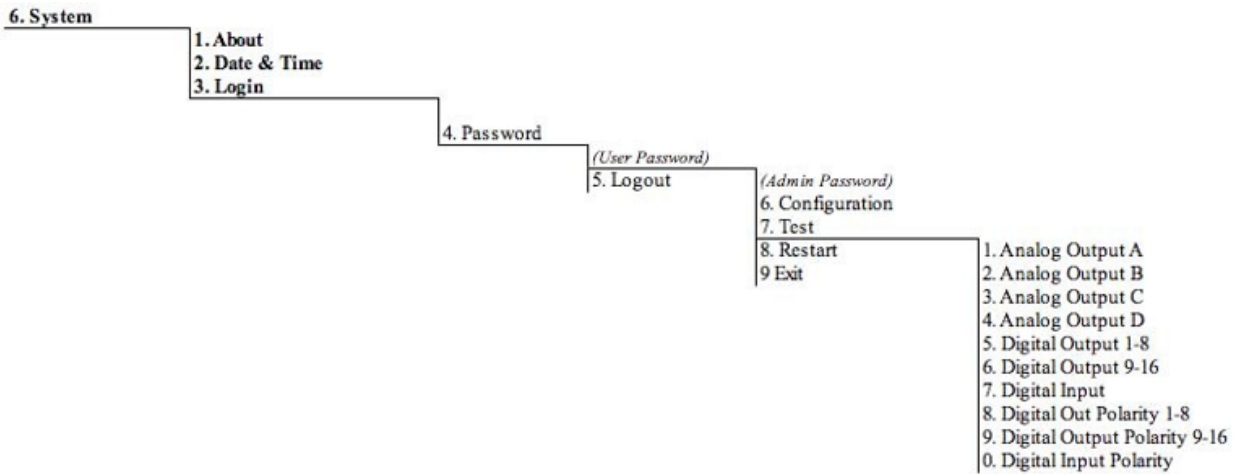 6. System
1. About
2. Date & Time
3. Login
4. Password
(User Password)
5. Logout
(Admin Password)
6. Configuration
7. Test
8. Restart
9 Exit
1. Analog Output A
2. Analog Output B
3. Analog Output C
4. Analog Output D
5. Digital Output 1-8
6. Digital Output 9-16
7. Digital Input
8. Digital Out Polarity 1-8
9. Digital Output Polarity 9-16
0. Digital Input Polarity